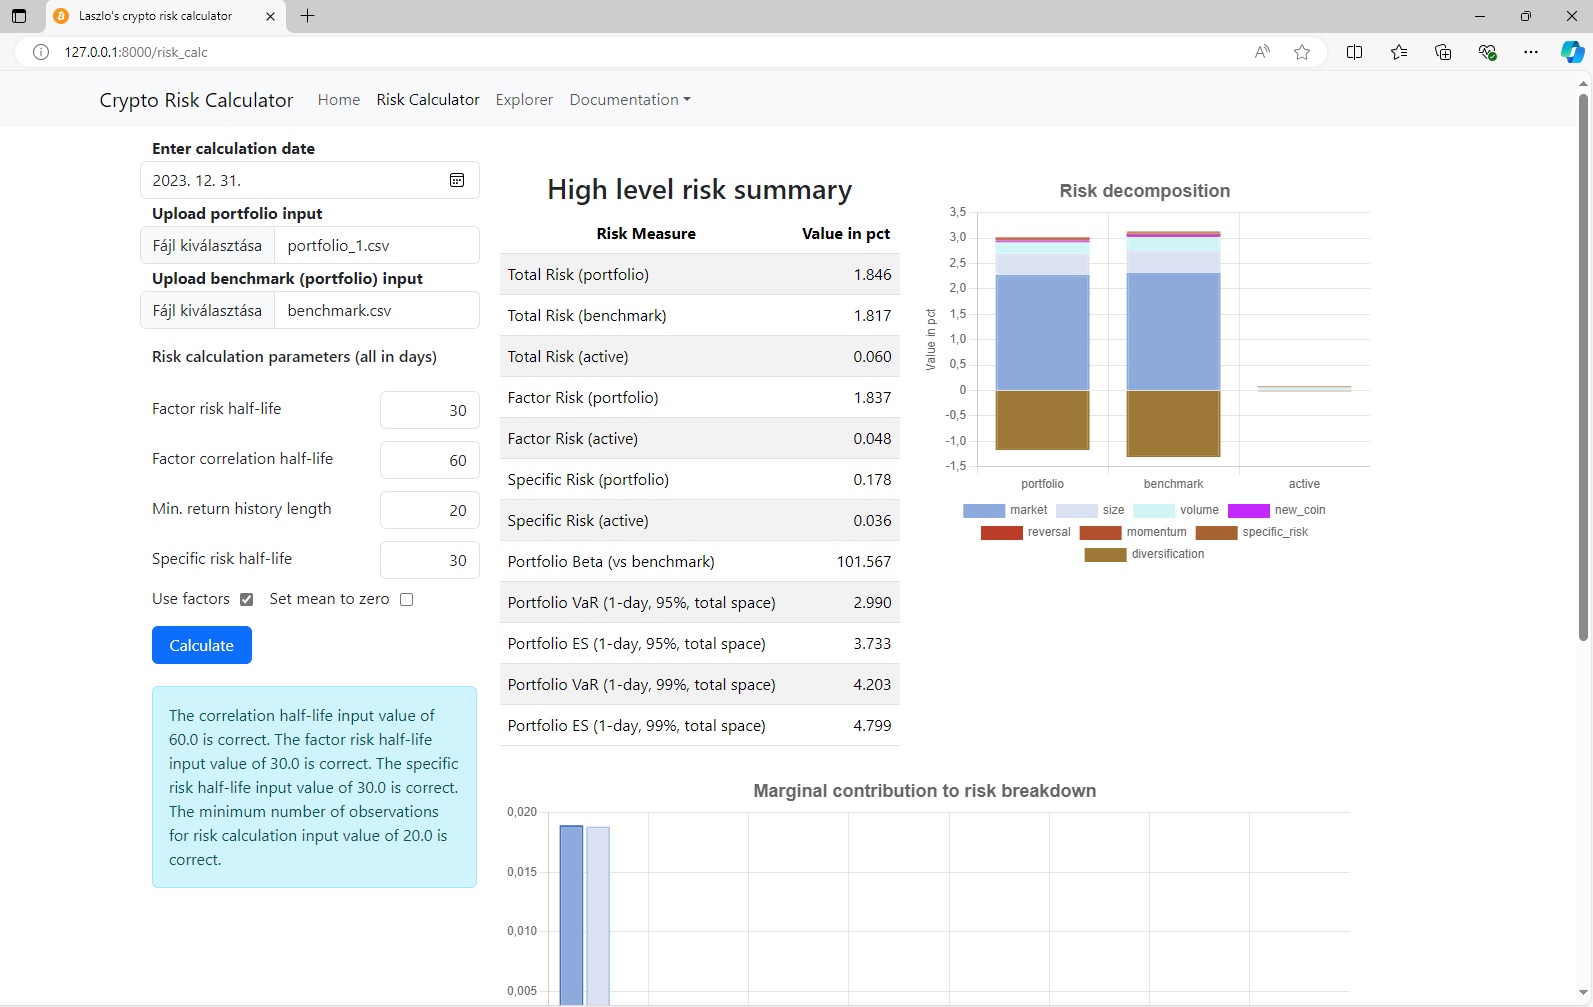 Laszlo's crypto risk calculator
127.0.0.1:8000/risk_calc
Crypto Risk Calculator Home Risk Calculator Explorer Documentation
Enter calculation date
2023. 12. 31.
Upload portfolio input
Fájl kiválasztása portfolio_1.csv
Upload benchmark (portfolio) input
Fájl kiválasztása benchmark.csv
Risk calculation parameters (all in days)
Factor risk half-life 30
Factor correlation half-life 60
Min. return history length 20
Specific risk half-life 30
Use factors Set mean to zero
Calculate
The correlation half-life input value of
60.0 is correct. The factor risk half-life
input value of 30.0 is correct. The specific
risk half-life input value of 30.0 is correct.
The minimum number of observations
for risk calculation input value of 20.0 is
correct.
High level risk summary
Risk Measure Value in pct
Total Risk (portfolio) 1.846
Total Risk (benchmark) 1.817
Total Risk (active) 0.060
Factor Risk (portfolio) 1.837
Factor Risk (active) 0.048
Specific Risk (portfolio) 0.178
Specific Risk (active) 0.036
Portfolio Beta (vs benchmark) 101.567
Portfolio VaR (1-day, 95%, total space) 2.990
Portfolio ES (1-day, 95%, total space) 3.733
Portfolio VaR (1-day, 99%, total space) 4.203
Portfolio ES (1-day, 99%, total space) 4.799
Risk decomposition
Value in pct
3,5
3,0
2,5
2,0
1,5
1,0
0,5
0
-0,5
-1,0
-1,5
portfolio benchmark active
market size volume new_coin
reversal momentum specific_risk
diversification
Marginal contribution to risk breakdown
0,020
0,015
0,010
0,005